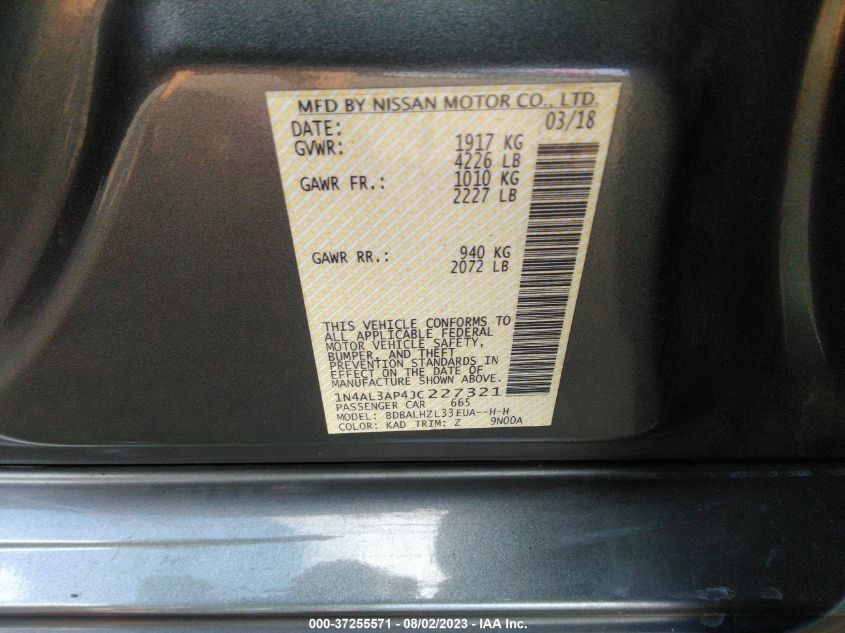 MFD BY NISSAN MOTOR CO., LTD.
DATE: 03/18
GVWR: 1917 KG
4226 LB
GAWR FR.: 1010 KG
2227 LB
GAWR RR.: 940 KG
2072 LB
THIS VEHICLE CONFORMS TO
ALL APPLICABLE FEDERAL
MOTOR VEHICLE SAFETY,
BUMPER, AND THEFT
PREVENTION STANDARDS IN
EFFECT ON THE DATE OF
MANUFACTURE SHOWN ABOVE.
1N4AL3AP4JC227321
PASSENGER CAR 665
MODEL: BDBALHZL33EUA--H-H
COLOR: KAD TRIM: Z 9N00A
000-37255571 - 08/02/2023 - IAA Inc.